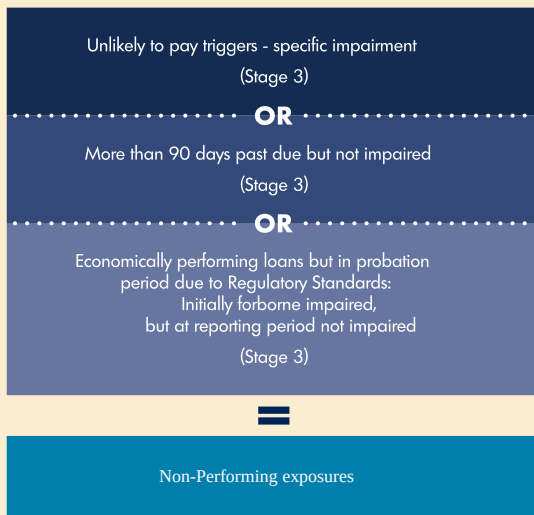 Unlikely to pay triggers - specific impairment
(Stage 3)
OR
More than 90 days past due but not impaired
(Stage 3)
OR
Economically performing loans but in probation
period due to Regulatory Standards:
Initially forborne impaired,
but at reporting period not impaired
(Stage 3)
=
Non-Performing exposures